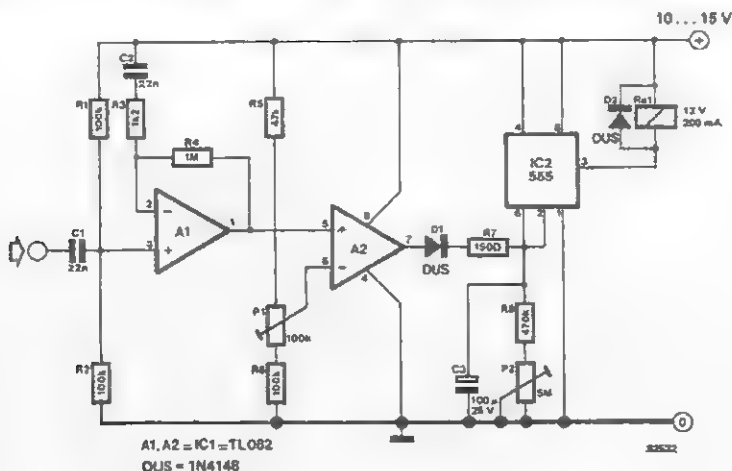 10 ... 15 V
+
C2
22n
R1
100k
R3
1k2
R5
47k
R4
1M
D2
DUS
Re1
12 V
200 mA
4
8
IC2
555
3
6
2
1
C1
22n
2
−
A1
3
+
1
5
+
A2
6
−
8
7
4
D1
DUS
R7
150Ω
P1
100k
R8
470k
R2
100k
R6
100k
C3
100µ
25 V
P2
5M
0
A1, A2 = IC1 = TL082
DUS = 1N4148